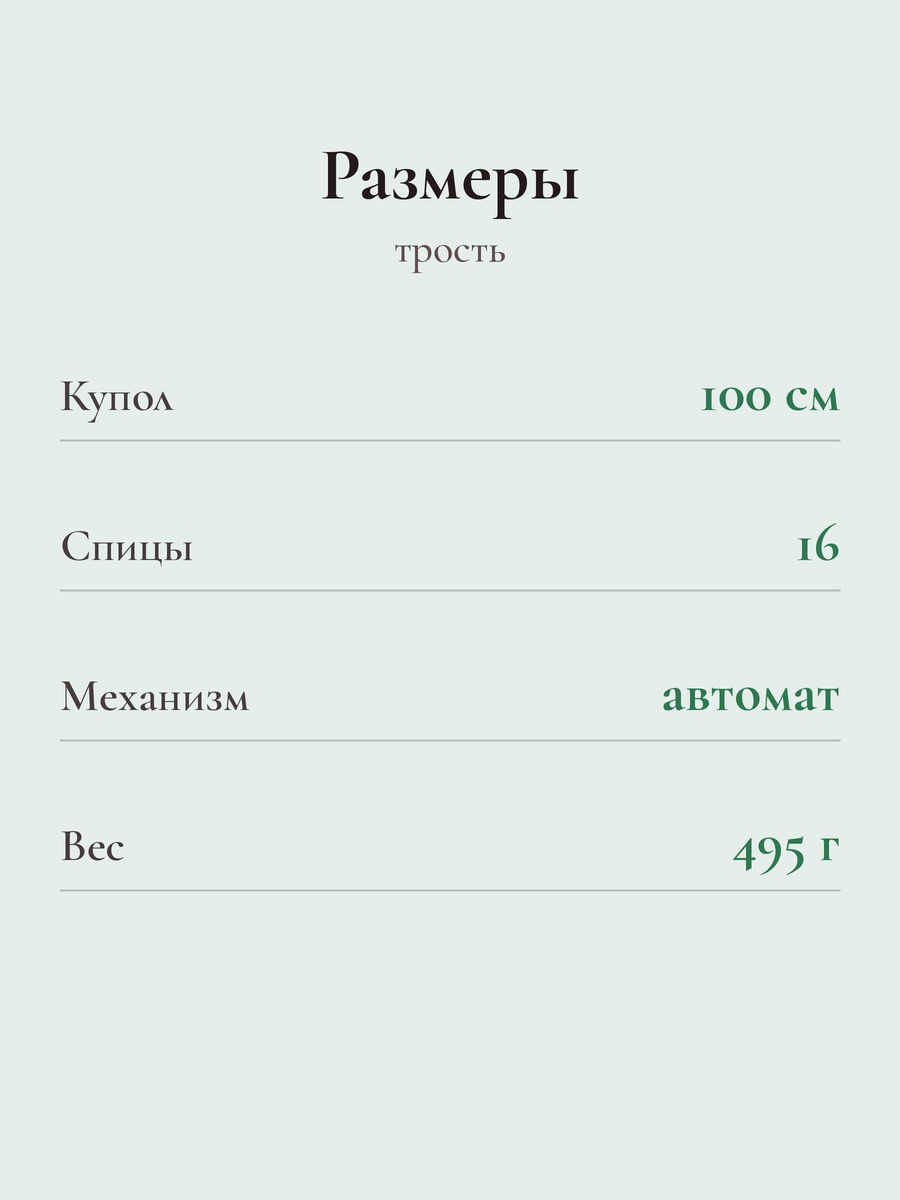 Размеры
трость
Купол 100 см
Спицы 16
Механизм автомат
Вес 495 г